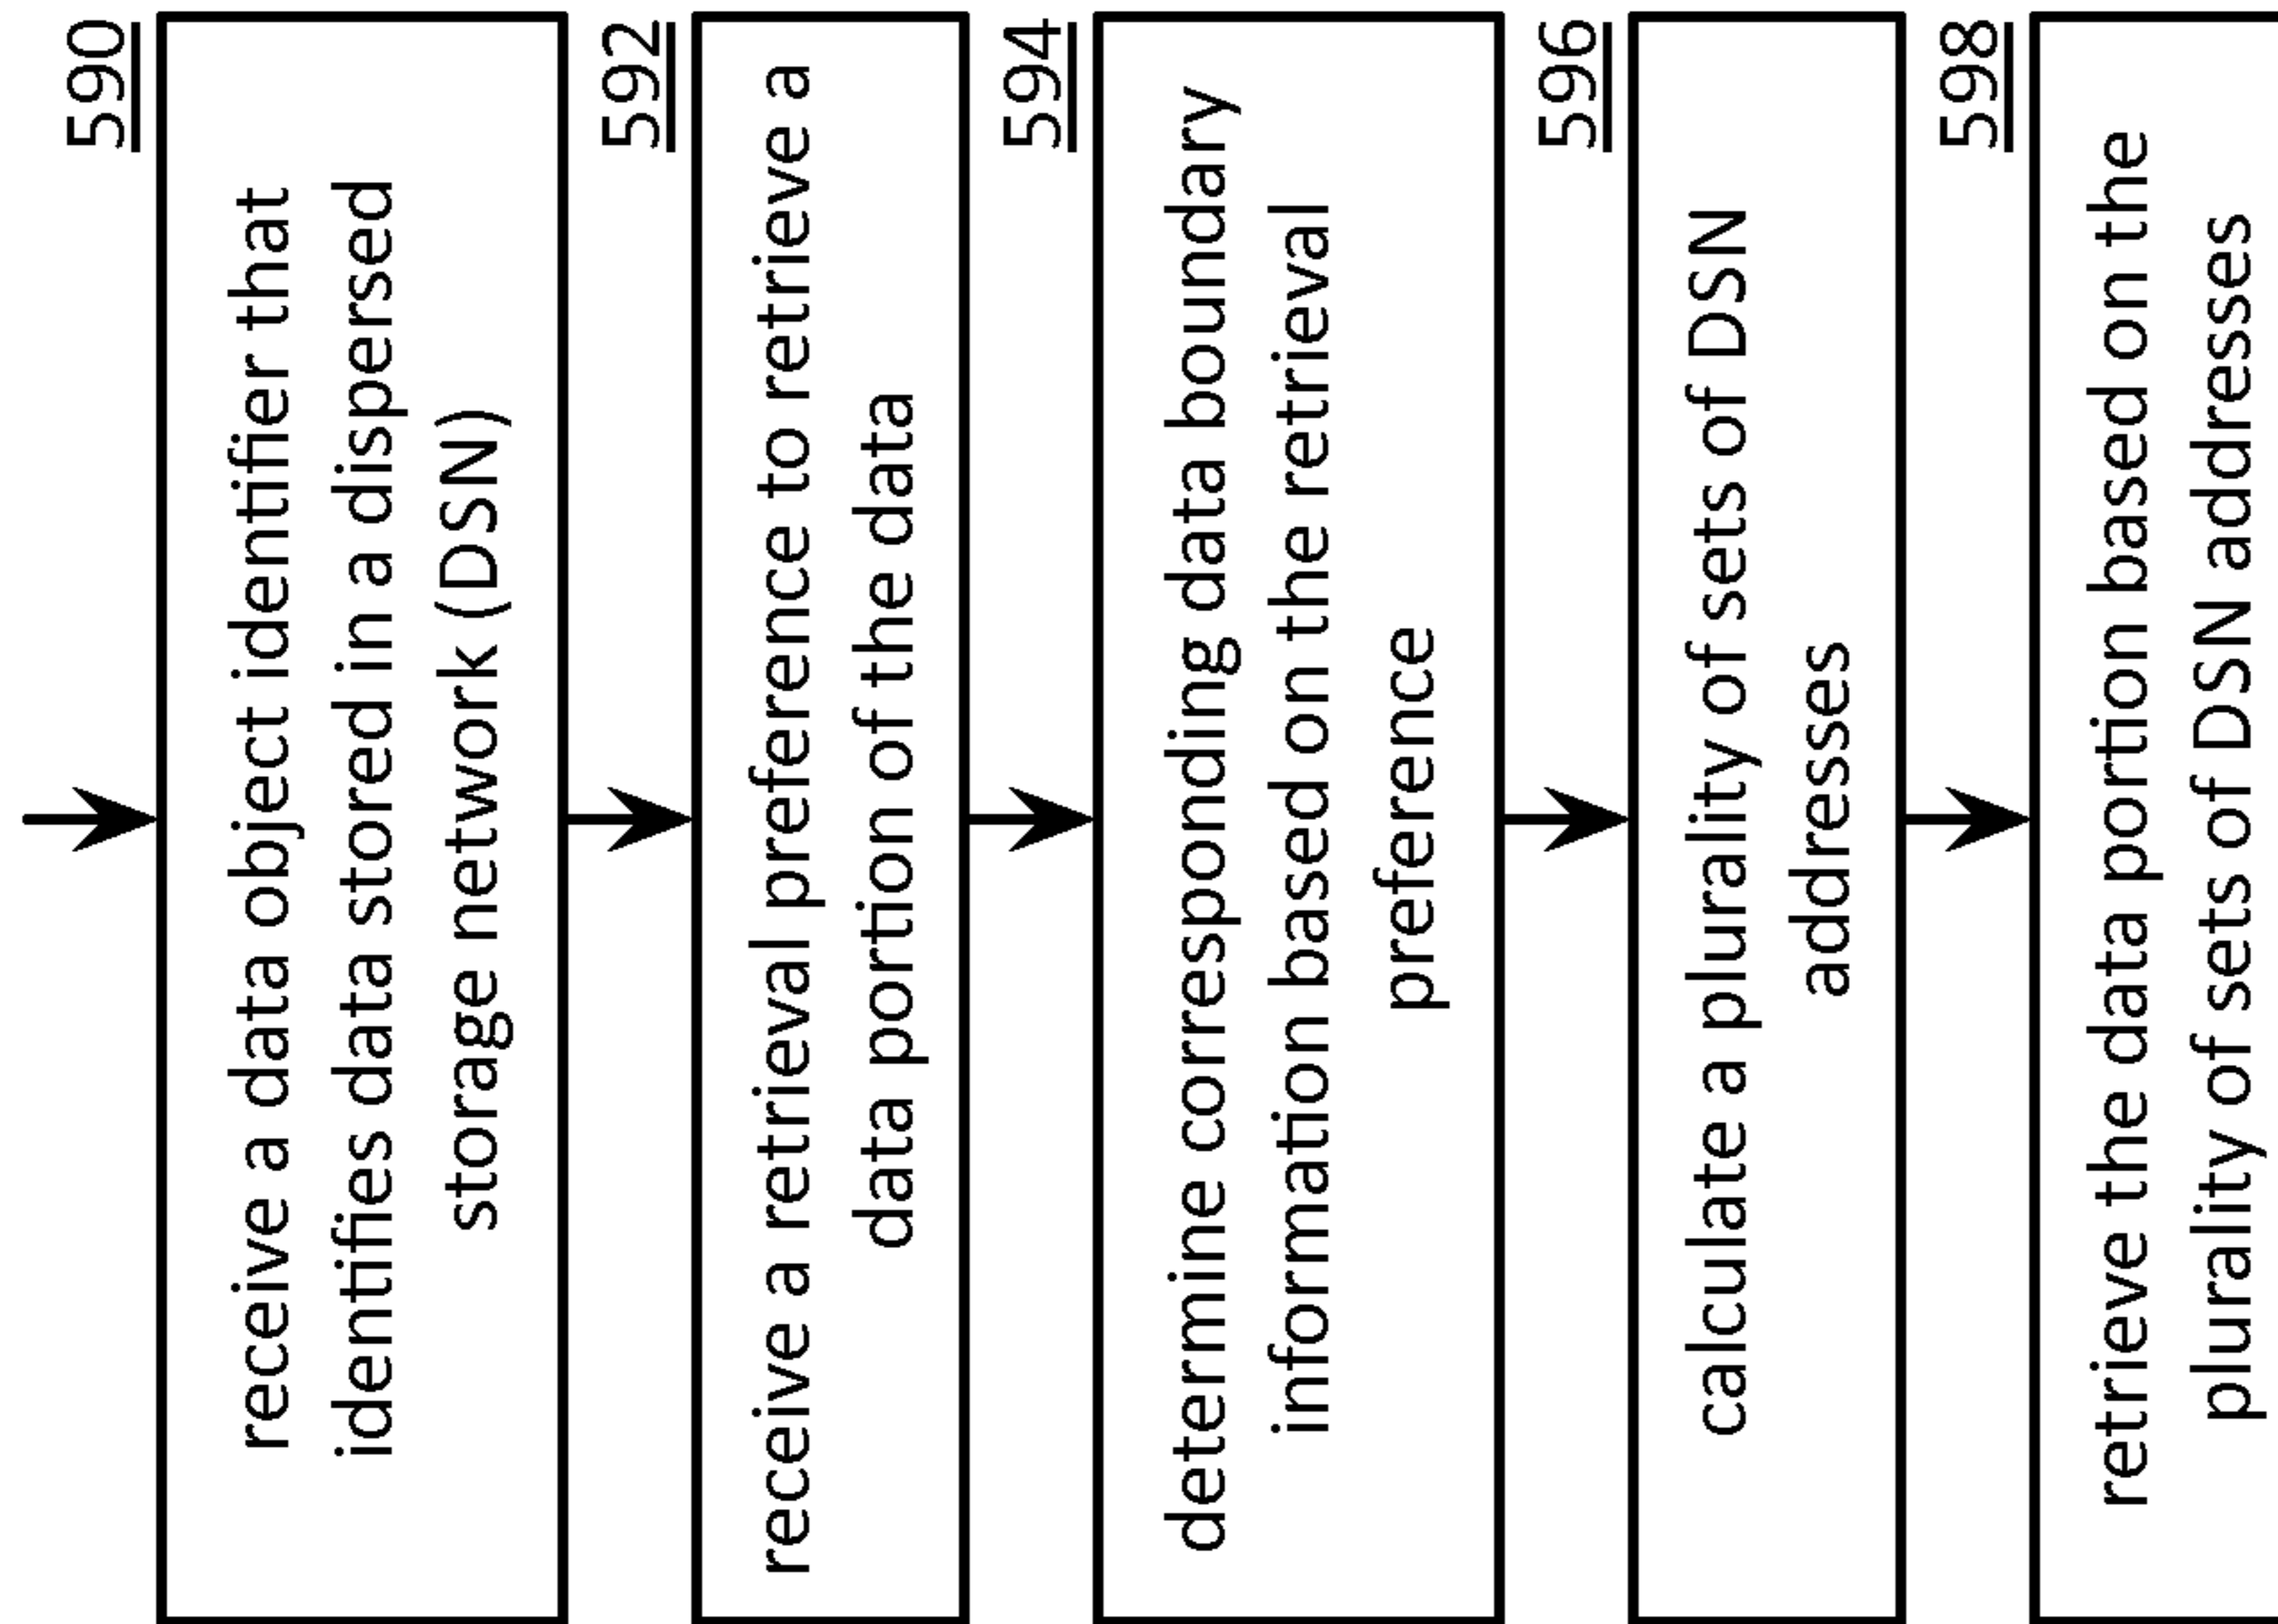 590
receive a data object identifier that
identifies data stored in a dispersed
storage network (DSN)
592
receive a retrieval preference to retrieve a
data portion of the data
594
determine corresponding data boundary
information based on the retrieval
preference
596
calculate a plurality of sets of DSN
addresses
598
retrieve the data portion based on the
plurality of sets of DSN addresses